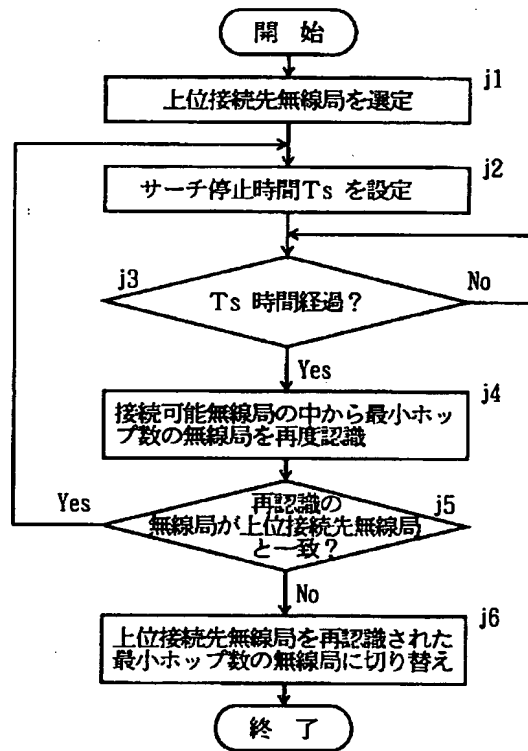 開 始
j1
上位接続先無線局を選定
j2
サーチ停止時間Ts を設定
j3
Ts 時間経過?
No
Yes
j4
接続可能無線局の中から最小ホッ
プ数の無線局を再度認識
Yes
j5
再認識の
無線局が上位接続先無線局
と一致?
No
j6
上位接続先無線局を再認識された
最小ホップ数の無線局に切り替え
終 了